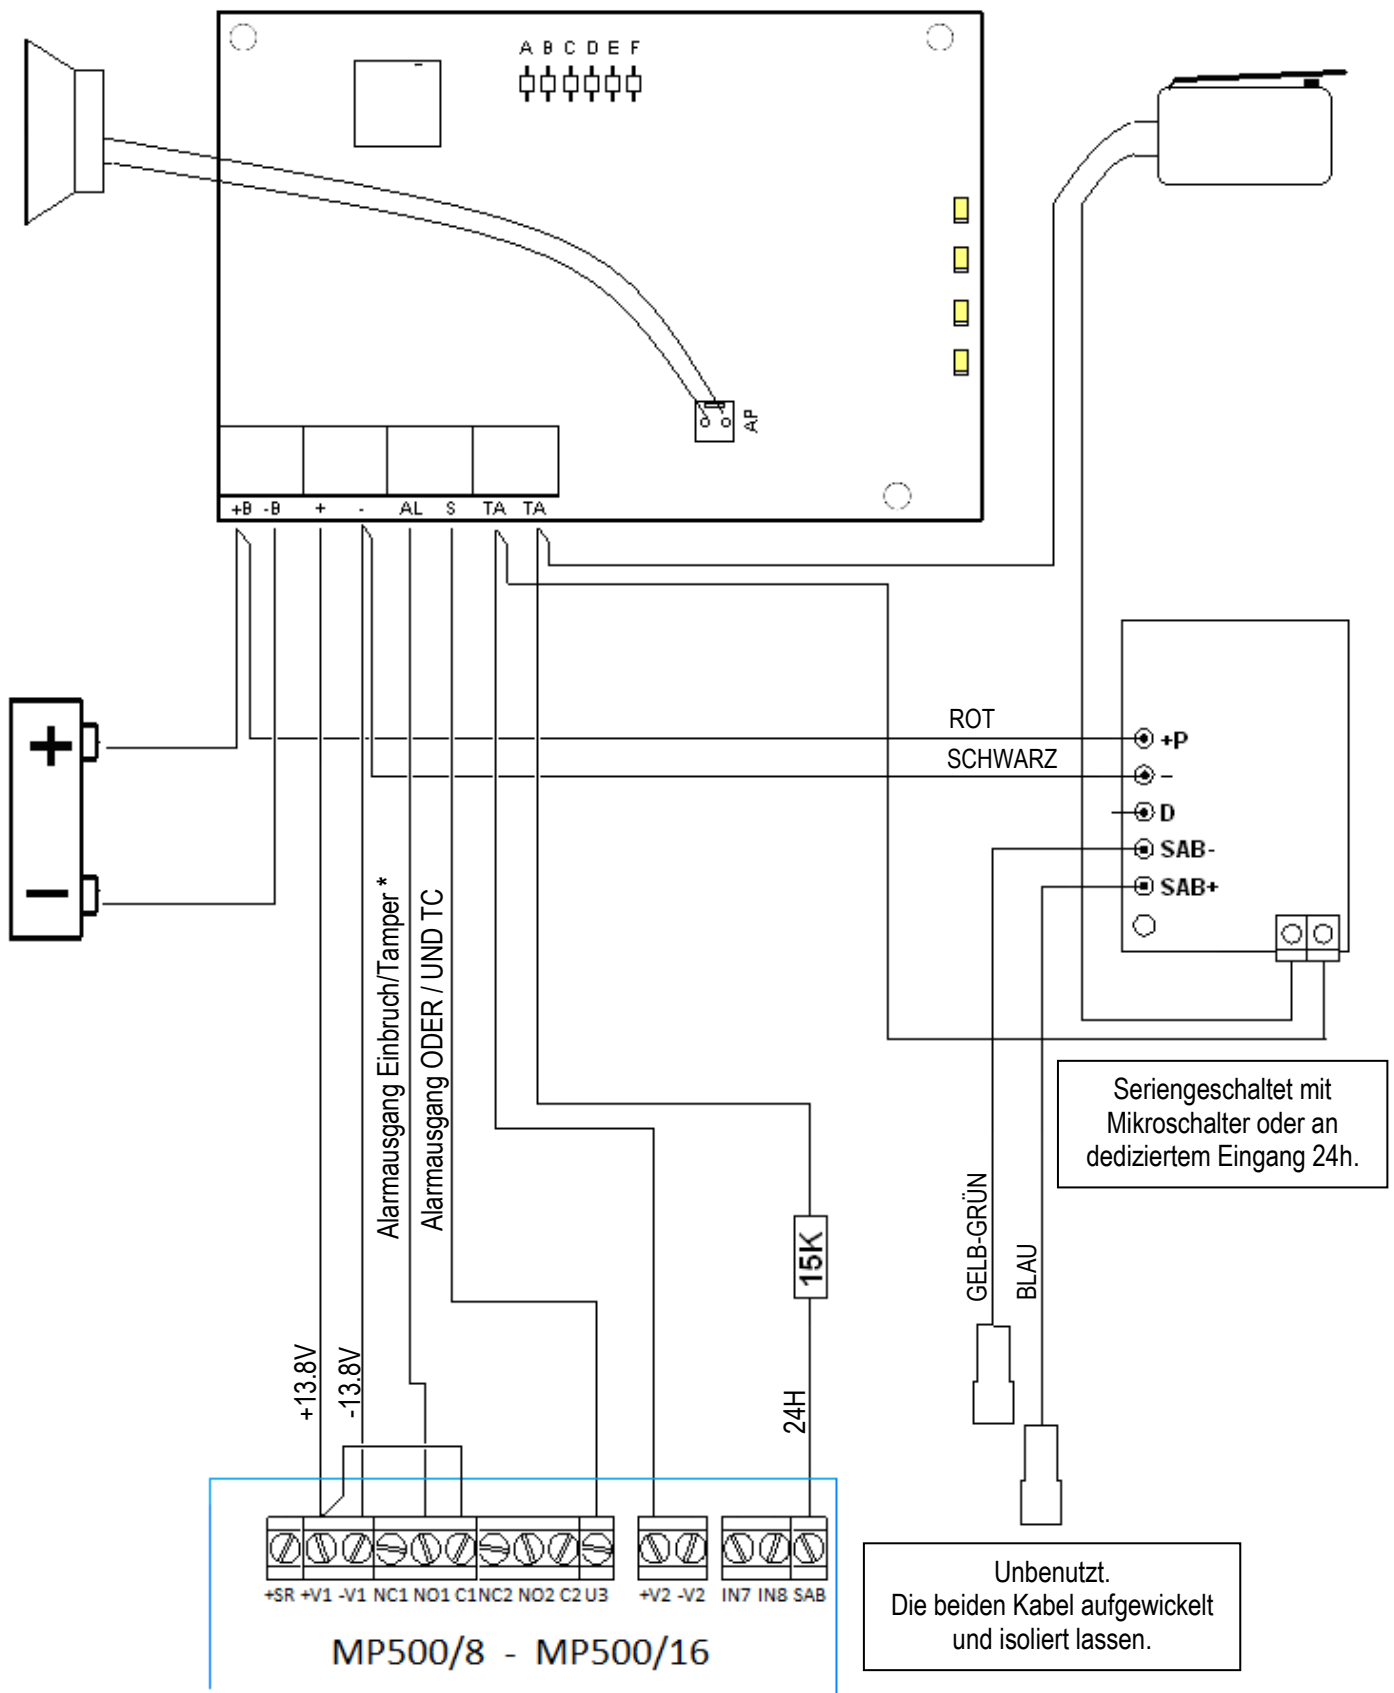 A B C D E F
AP
+B -B + - AL S TA TA
+
−
ROT
SCHWARZ
+P
–
D
SAB-
SAB+
Alarmausgang Einbruch/Tamper *
Alarmausgang ODER / UND TC
Seriengeschaltet mit
Mikroschalter oder an
dediziertem Eingang 24h.
GELB-GRÜN
BLAU
15K
+13.8V
-13.8V
24H
+SR +V1 -V1 NC1 NO1 C1 NC2 NO2 C2 U3 +V2 -V2 IN7 IN8 SAB
MP500/8 - MP500/16
Unbenutzt.
Die beiden Kabel aufgewickelt
und isoliert lassen.